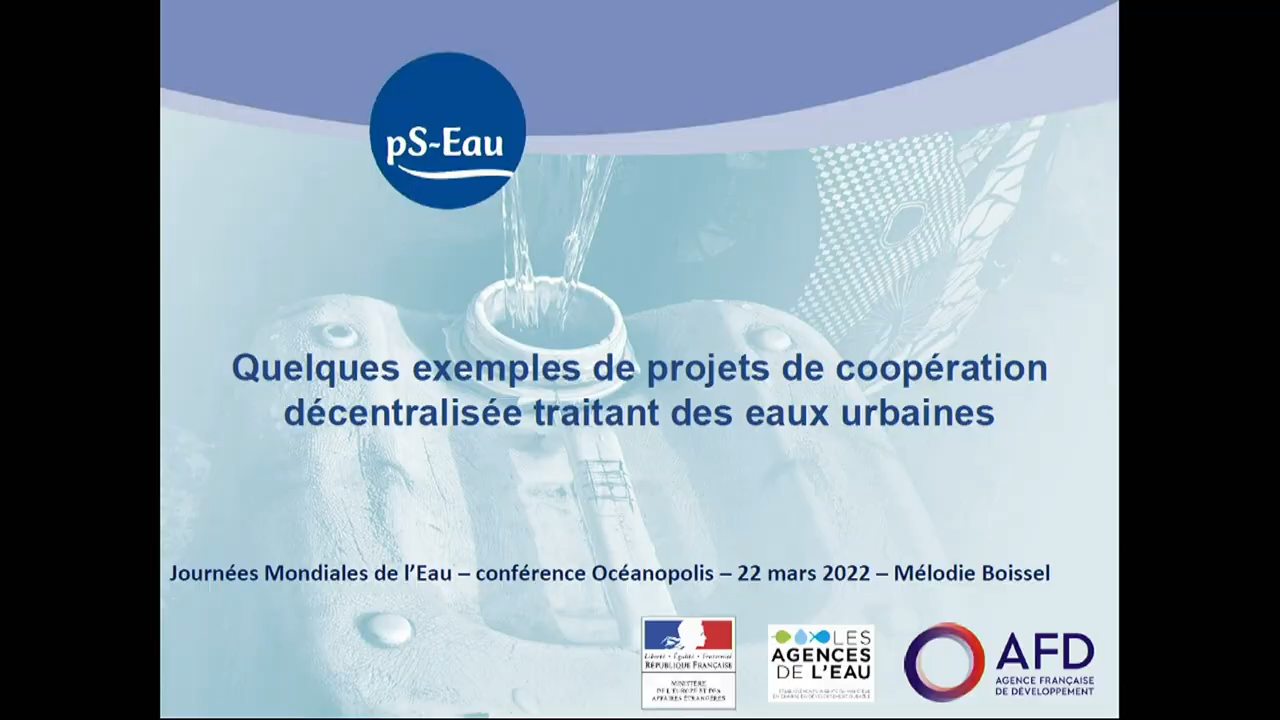 pS-Eau
Quelques exemples de projets de coopération
décentralisée traitant des eaux urbaines
Journées Mondiales de l'Eau – conférence Océanopolis – 22 mars 2022 – Mélodie Boissel
Liberté • Égalité • Fraternité
RÉPUBLIQUE FRANÇAISE
MINISTÈRE
DE L'EUROPE ET DES
AFFAIRES ÉTRANGÈRES
LES
AGENCES
DE L'EAU
AFD
AGENCE FRANÇAISE
DE DÉVELOPPEMENT